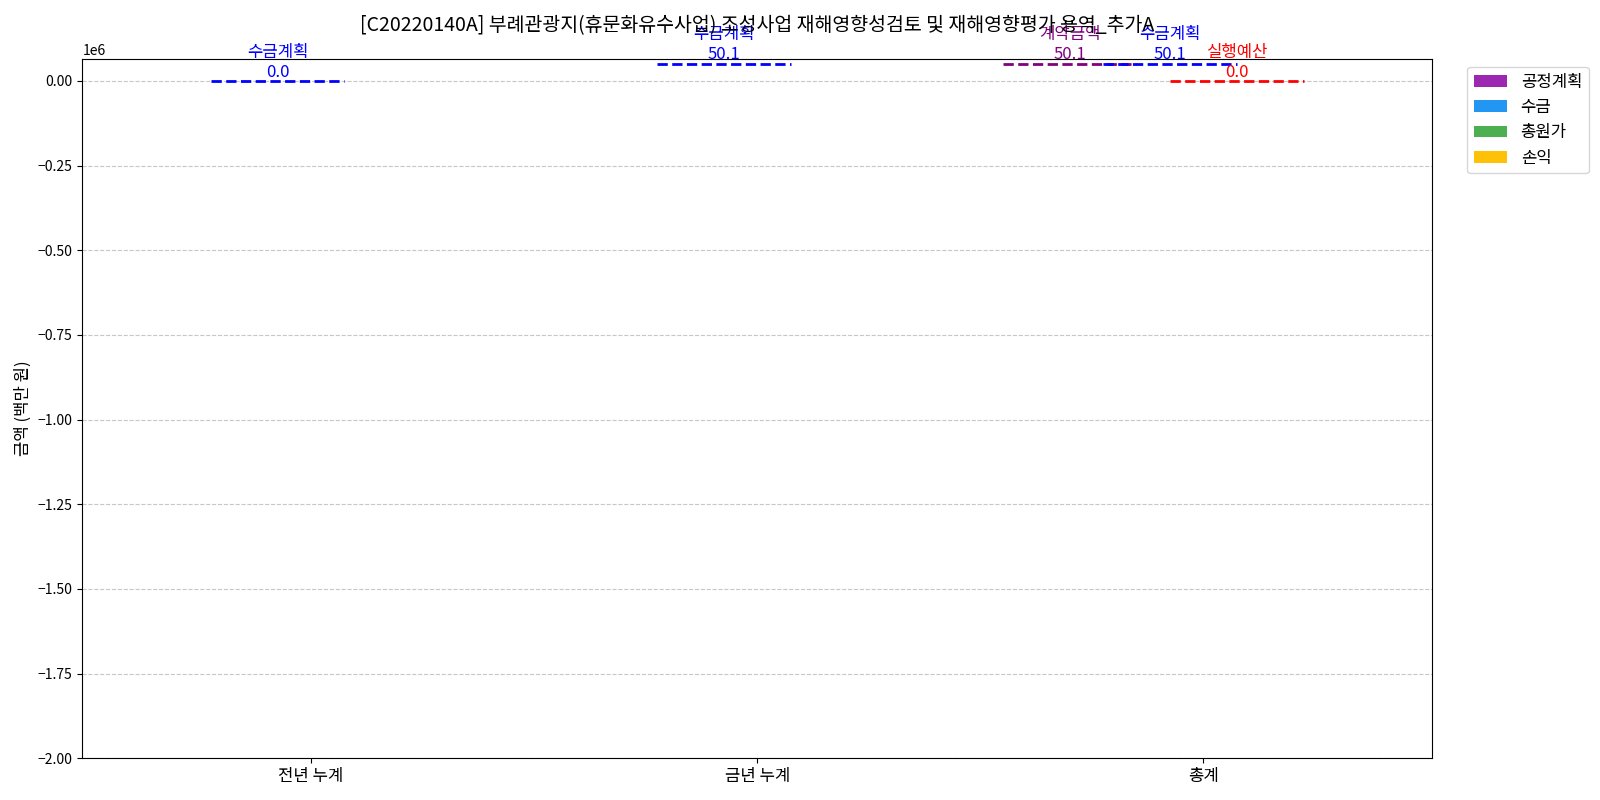 [C20220140A] 부례관광지(휴문화유수사업) 조성사업 재해영향성검토 및 재해영향평가 용역_추가A
1e6
수금계획
0.0
수금계획
50.1
계약금액
50.1
수금계획
50.1
실행예산
0.0
공정계획
수금
총원가
손익
금액 (백만 원)
0.00
−0.25
−0.50
−0.75
−1.00
−1.25
−1.50
−1.75
−2.00
전년 누계
금년 누계
총계